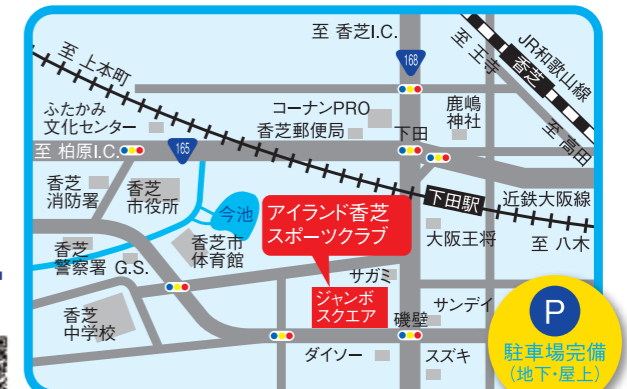 至 香芝I.C.
168
至 上本町
至 王寺
香芝
JR和歌山線
至 高田
ふたかみ
文化センター
コーナンPRO
香芝郵便局
下田
鹿嶋
神社
至 柏原I.C.
165
香芝
消防署
香芝
市役所
今池
アイランド香芝
スポーツクラブ
下田駅
近鉄大阪線
大阪王将
至 八木
香芝
警察署
G.S.
香芝市
体育館
サガミ
ジャンボ
スクエア
磯壁
サンデイ
香芝
中学校
ダイソー
スズキ
P
駐車場完備
(地下・屋上)